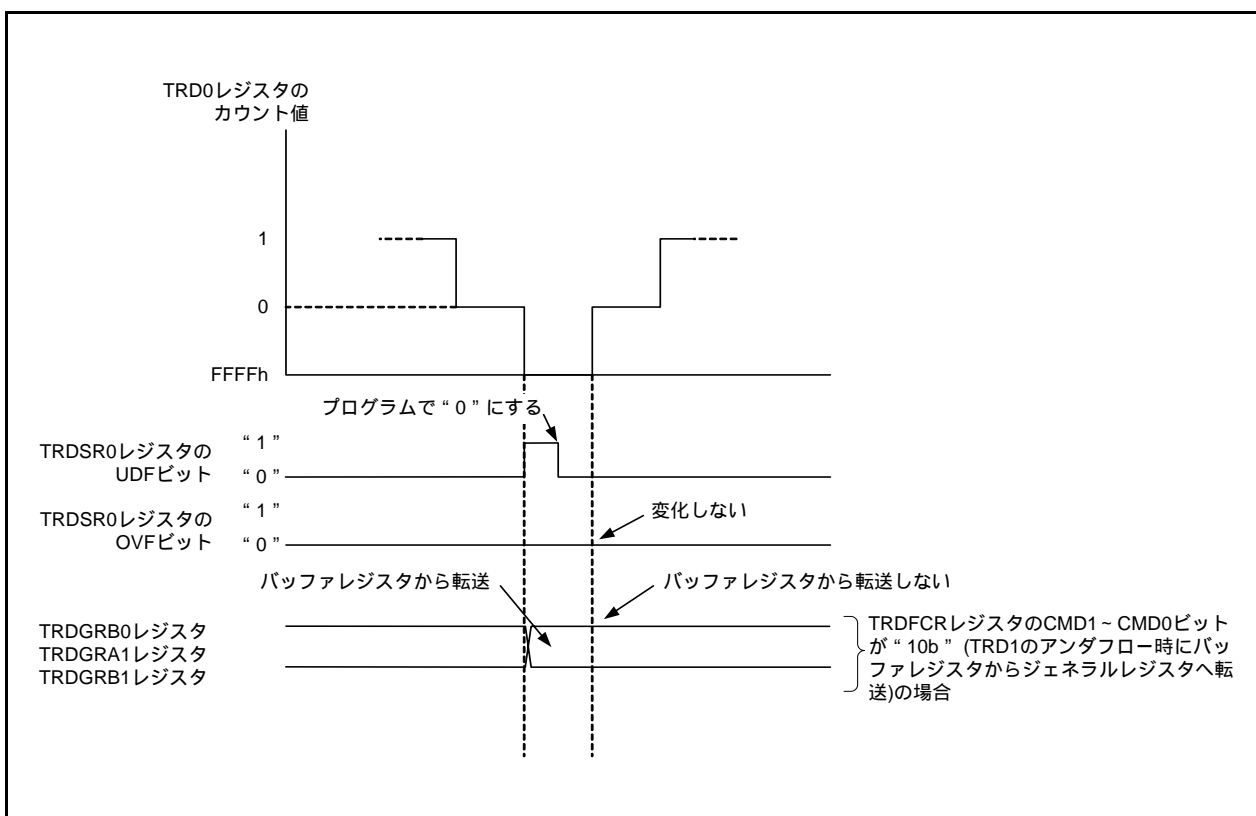 TRD0レジスタの
カウント値
1
0
FFFFh
プログラムで“0”にする
TRDSR0レジスタの
UDFビット
“1”
“0”
TRDSR0レジスタの
OVFビット
“1”
“0”
変化しない
バッファレジスタから転送
バッファレジスタから転送しない
TRDGRB0レジスタ
TRDGRA1レジスタ
TRDGRB1レジスタ
TRDFCRレジスタのCMD1~CMD0ビット
が“10b”(TRD1のアンダフロー時にバッ
ファレジスタからジェネラルレジスタへ転
送)の場合